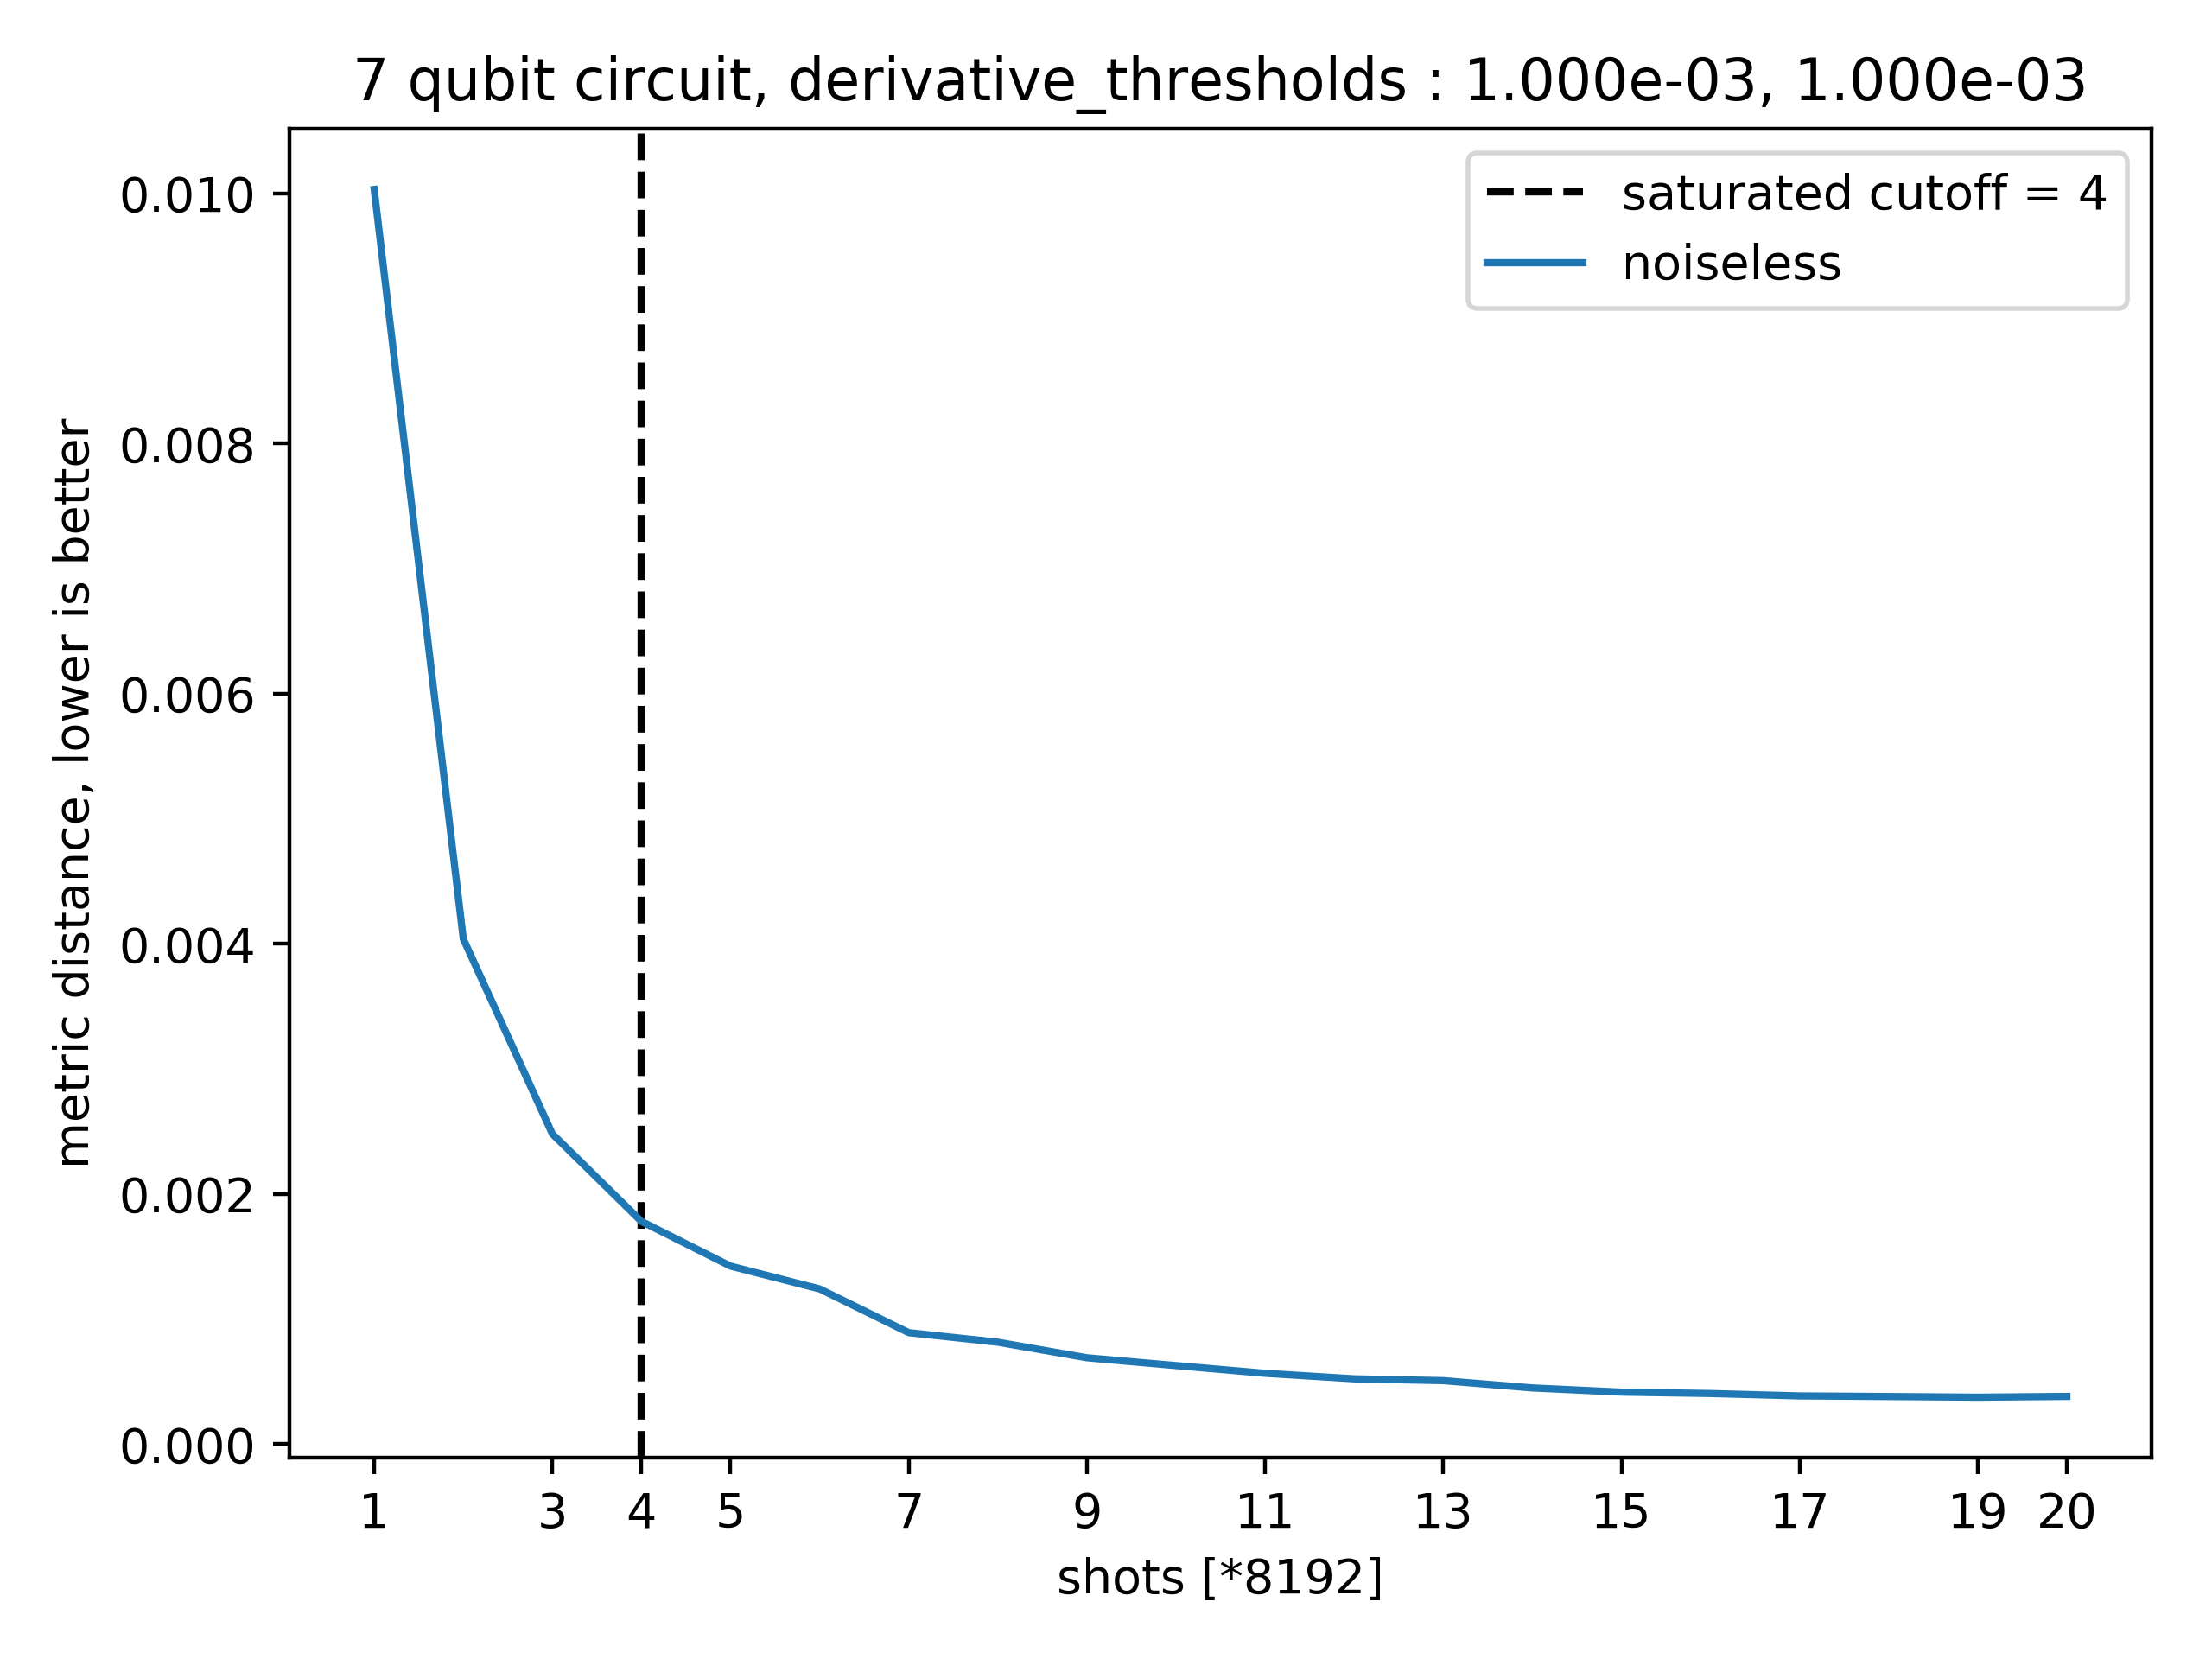 7 qubit circuit, derivative_thresholds : 1.000e-03, 1.000e-03
saturated cutoff = 4
noiseless
metric distance, lower is better
0.010
0.008
0.006
0.004
0.002
0.000
1 3 4 5 7 9 11 13 15 17 19 20
shots [*8192]